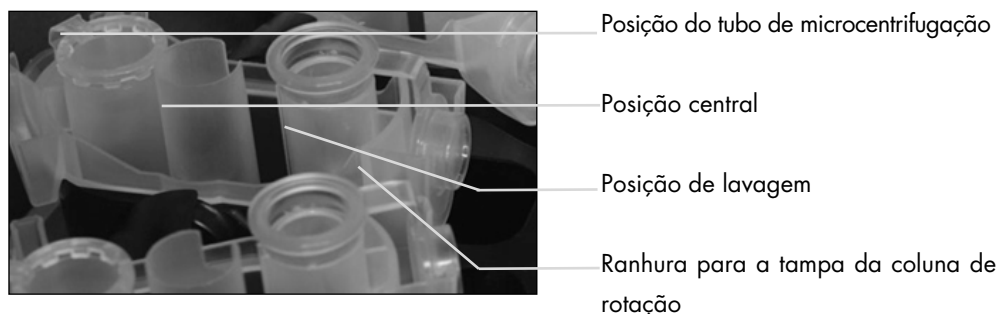 Posição do tubo de microcentrifugação
Posição central
Posição de lavagem
Ranhura para a tampa da coluna de
rotação